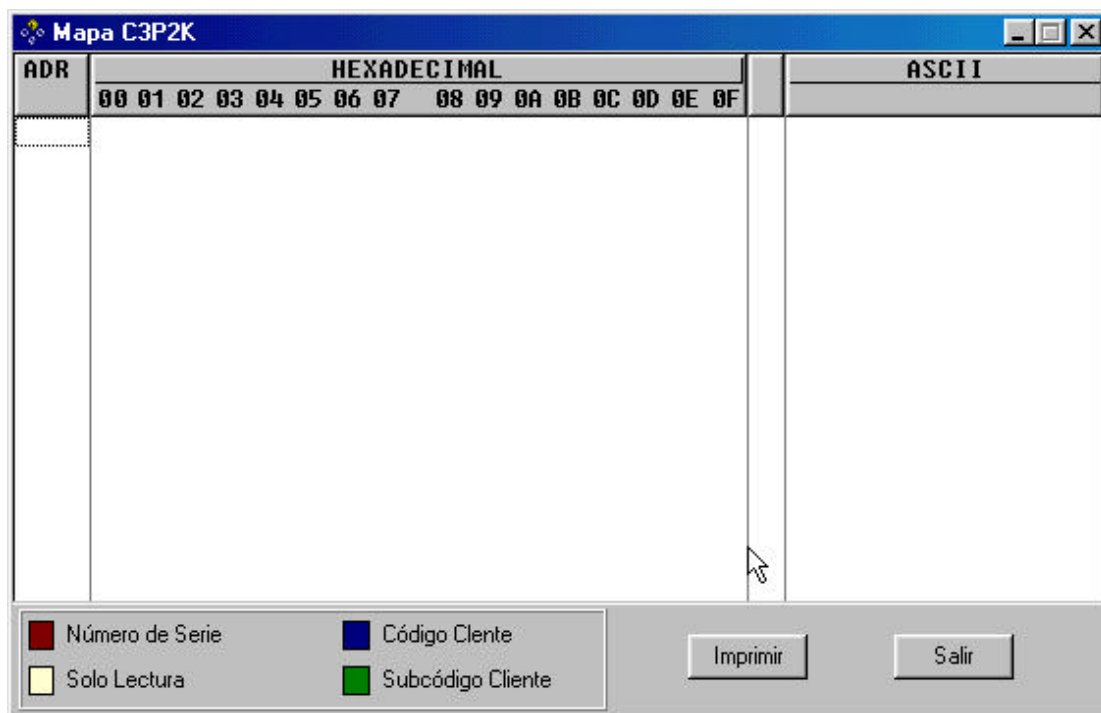 Mapa C3P2K
ADR HEXADECIMAL ASCII
00 01 02 03 04 05 06 07 08 09 0A 0B 0C 0D 0E 0F
Número de Serie Código Clente
Solo Lectura Subcódigo Cliente
Imprimir Salir